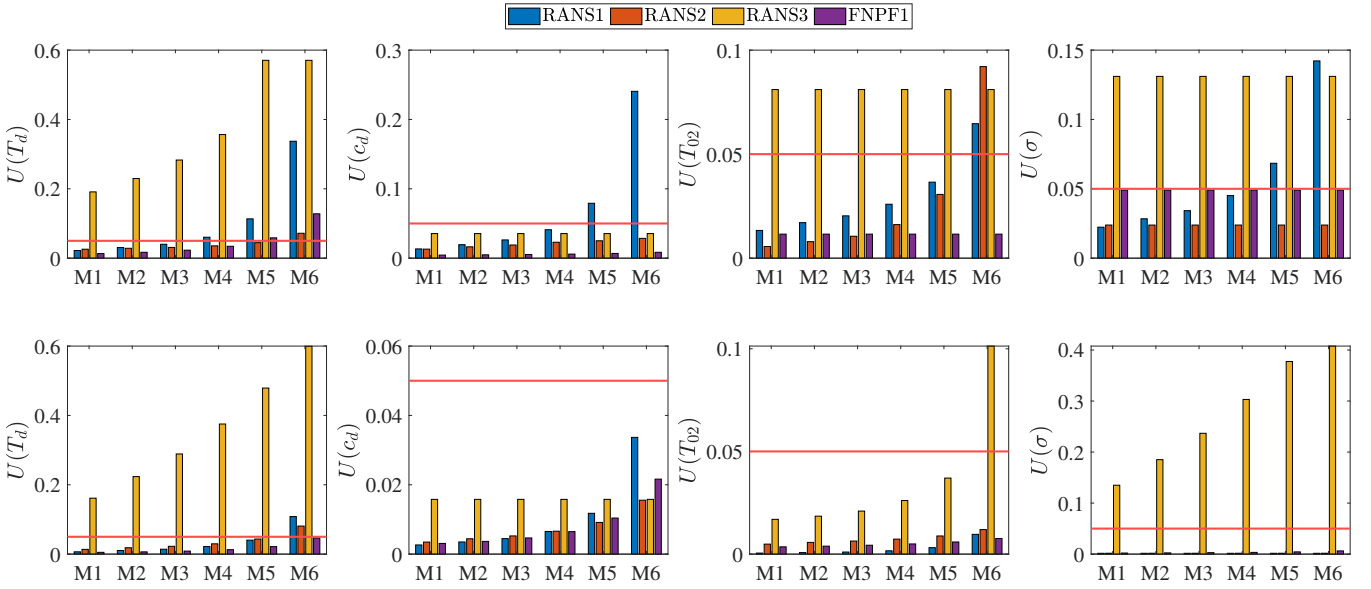 RANS1 RANS2 RANS3 FNPF1
0.6 0.4 0.2 0
U(T_d)
M1 M2 M3 M4 M5 M6
0.3 0.2 0.1 0
U(c_d)
M1 M2 M3 M4 M5 M6
0.1 0.05 0
U(T_02)
M1 M2 M3 M4 M5 M6
0.15 0.1 0.05 0
U(σ)
M1 M2 M3 M4 M5 M6
0.6 0.4 0.2 0
U(T_d)
M1 M2 M3 M4 M5 M6
0.06 0.04 0.02 0
U(c_d)
M1 M2 M3 M4 M5 M6
0.1 0.05 0
U(T_02)
M1 M2 M3 M4 M5 M6
0.4 0.3 0.2 0.1 0
U(σ)
M1 M2 M3 M4 M5 M6